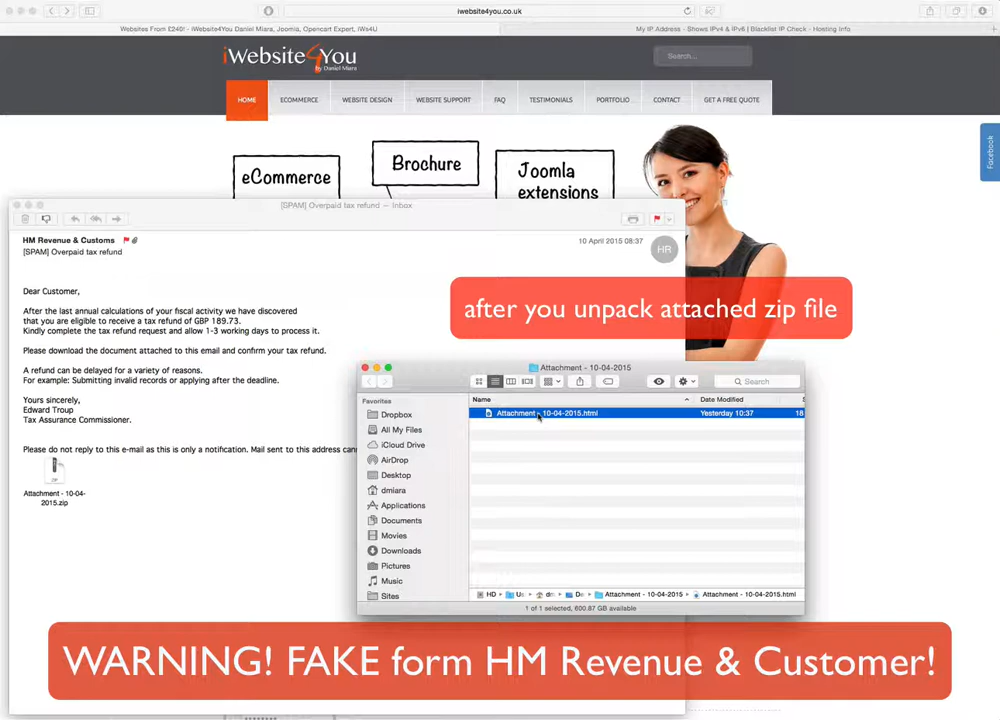 iwebsite4you.co.uk
Websites From £240! - iWebsite4You Daniel Miara, Joomla, Opencart Expert, iWs4U
My IP Address - Shows IPv4 & IPv6 | Blacklist IP Check - Hosting Info
iWebsite4You
by Daniel Miara
Search...
HOME
ECOMMERCE
WEBSITE DESIGN
WEBSITE SUPPORT
FAQ
TESTIMONIALS
PORTFOLIO
CONTACT
GET A FREE QUOTE
Facebook
eCommerce
Brochure
Joomla
extensions
[SPAM] Overpaid tax refund — Inbox
HM Revenue & Customs
10 April 2015 08:37
HR
[SPAM] Overpaid tax refund
Dear Customer,
After the last annual calculations of your fiscal activity we have discovered
that you are eligible to receive a tax refund of GBP 189.73.
Kindly complete the tax refund request and allow 1-3 working days to process it.
Please download the document attached to this email and confirm your tax refund.
A refund can be delayed for a variety of reasons.
For example: Submitting invalid records or applying after the deadline.
Yours sincerely,
Edward Troup
Tax Assurance Commissioner.
Please do not reply to this e-mail as this is only a notification. Mail sent to this address can
ZIP
Attachment - 10-04-
2015.zip
after you unpack attached zip file
Attachment - 10-04-2015
Search
Favorites
Dropbox
All My Files
iCloud Drive
AirDrop
Desktop
dmiara
Applications
Documents
Movies
Downloads
Pictures
Music
Sites
Name
Date Modified
Attachment - 10-04-2015.html
Yesterday 10:37
18
HD
Us
dm
De
Attachment - 10-04-2015
Attachment - 10-04-2015.html
1 of 1 selected, 600.87 GB available
WARNING! FAKE form HM Revenue & Customer!